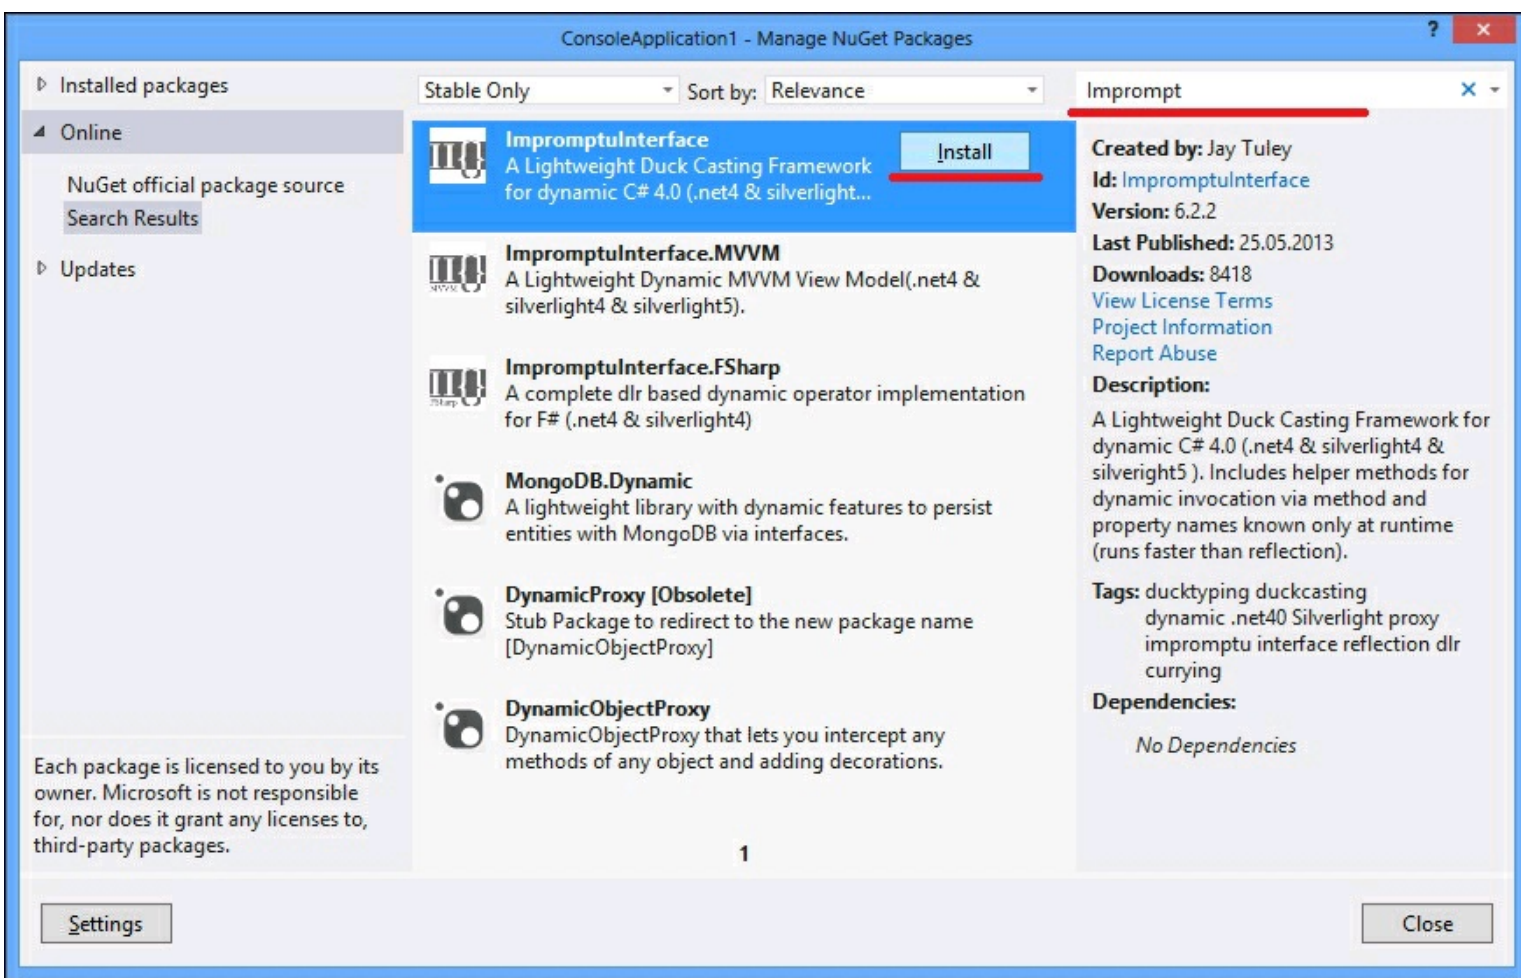 ConsoleApplication1 - Manage NuGet Packages
?
Installed packages
Online
NuGet official package source
Search Results
Updates
Each package is licensed to you by its
owner. Microsoft is not responsible
for, nor does it grant any licenses to,
third-party packages.
Settings
Stable Only
Sort by: Relevance
ImpromptuInterface
A Lightweight Duck Casting Framework
for dynamic C# 4.0 (.net4 & silverlight...
Install
ImpromptuInterface.MVVM
A Lightweight Dynamic MVVM View Model(.net4 &
silverlight4 & silverlight5).
ImpromptuInterface.FSharp
A complete dlr based dynamic operator implementation
for F# (.net4 & silverlight4)
MongoDB.Dynamic
A lightweight library with dynamic features to persist
entities with MongoDB via interfaces.
DynamicProxy [Obsolete]
Stub Package to redirect to the new package name
[DynamicObjectProxy]
DynamicObjectProxy
DynamicObjectProxy that lets you intercept any
methods of any object and adding decorations.
1
Imprompt
Created by: Jay Tuley
Id: ImpromptuInterface
Version: 6.2.2
Last Published: 25.05.2013
Downloads: 8418
View License Terms
Project Information
Report Abuse
Description:
A Lightweight Duck Casting Framework for
dynamic C# 4.0 (.net4 & silverlight4 &
silveright5 ). Includes helper methods for
dynamic invocation via method and
property names known only at runtime
(runs faster than reflection).
Tags: ducktyping duckcasting
dynamic .net40 Silverlight proxy
impromptu interface reflection dlr
currying
Dependencies:
No Dependencies
Close